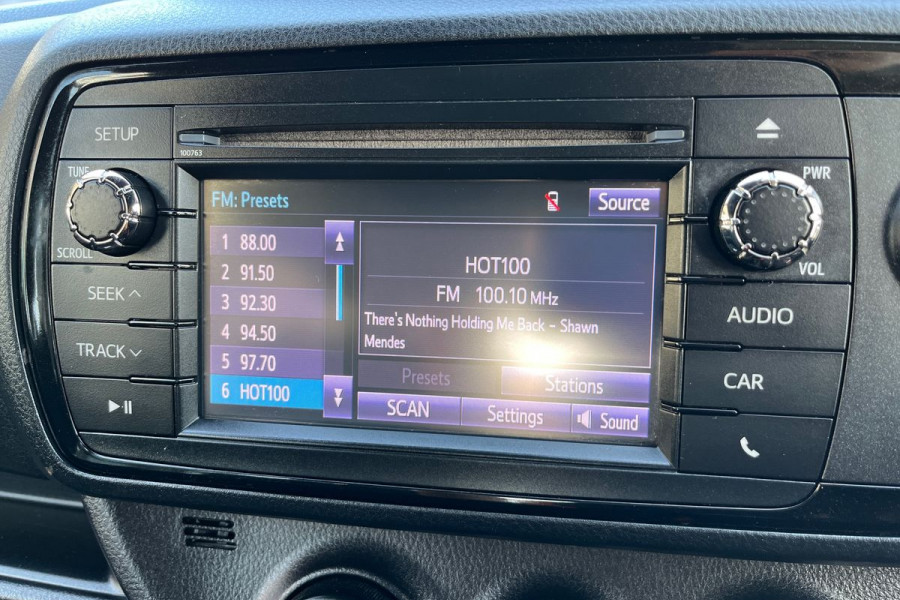 SETUP
100763
TUNE
PWR
SCROLL
VOL
SEEK
TRACK
AUDIO
CAR
FM: Presets
Source
1 88.00
2 91.50
3 92.30
4 94.50
5 97.70
6 HOT100
HOT100
FM 100.10 MHz
There's Nothing Holding Me Back – Shawn
Mendes
Presets
Stations
SCAN
Settings
Sound